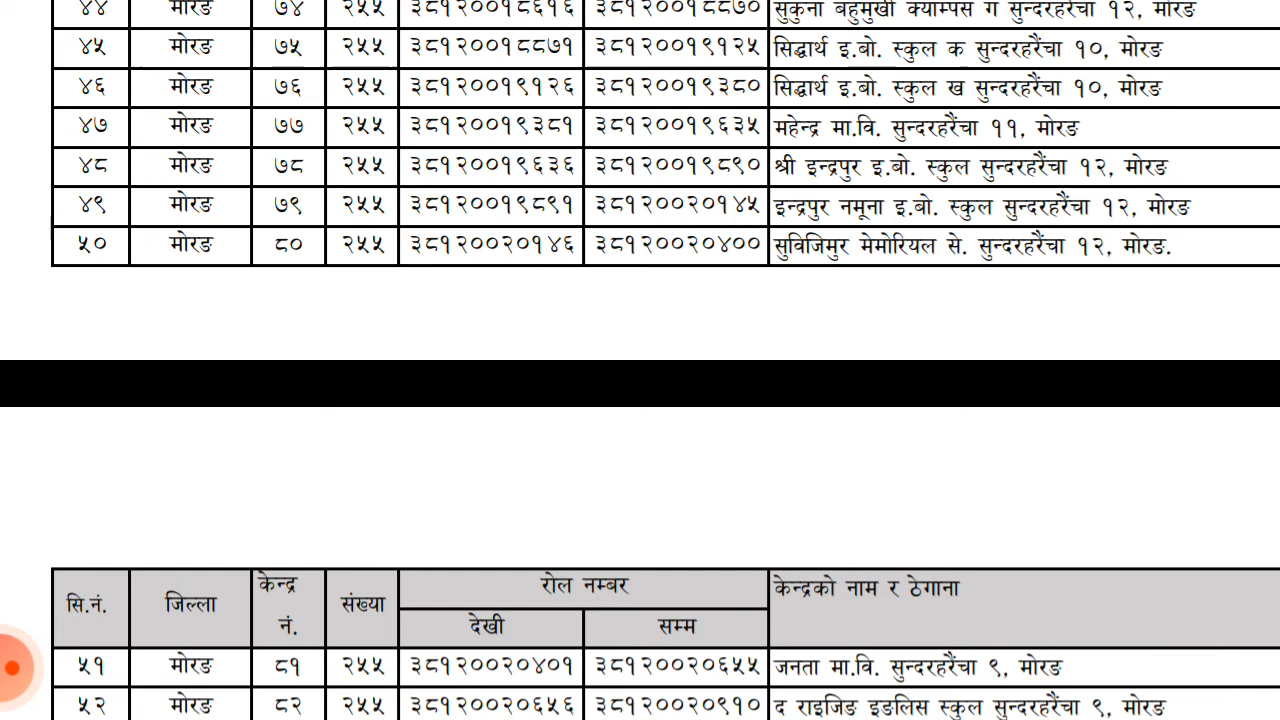 ४४ मोरङ ७४ २५५ ३८१२००१८६१६ ३८१२००१८८७० सुकुना बहुमुखी क्याम्पस ग सुन्दरहरैंचा १२, मोरङ
४५ मोरङ ७५ २५५ ३८१२००१८८७१ ३८१२००१९१२५ सिद्धार्थ इ.बो. स्कुल क सुन्दरहरैंचा १०, मोरङ
४६ मोरङ ७६ २५५ ३८१२००१९१२६ ३८१२००१९३८० सिद्धार्थ इ.बो. स्कुल ख सुन्दरहरैंचा १०, मोरङ
४७ मोरङ ७७ २५५ ३८१२००१९३८१ ३८१२००१९६३५ महेन्द्र मा.वि. सुन्दरहरैंचा ११, मोरङ
४८ मोरङ ७८ २५५ ३८१२००१९६३६ ३८१२००१९८९० श्री इन्द्रपुर इ.बो. स्कुल सुन्दरहरैंचा १२, मोरङ
४९ मोरङ ७९ २५५ ३८१२००१९८९१ ३८१२००२०१४५ इन्द्रपुर नमूना इ.बो. स्कुल सुन्दरहरैंचा १२, मोरङ
५० मोरङ ८० २५५ ३८१२००२०१४६ ३८१२००२०४०० सुविजिमुर मेमोरियल से. सुन्दरहरैंचा १२, मोरङ.
सि.नं. जिल्ला केन्द्र नं. संख्या रोल नम्बर केन्द्रको नाम र ठेगाना
देखी सम्म
५१ मोरङ ८१ २५५ ३८१२००२०४०१ ३८१२००२०६५५ जनता मा.वि. सुन्दरहरैंचा ९, मोरङ
५२ मोरङ ८२ २५५ ३८१२००२०६५६ ३८१२००२०९१० द राइजिङ इङलिस स्कुल सुन्दरहरैंचा ९, मोरङ